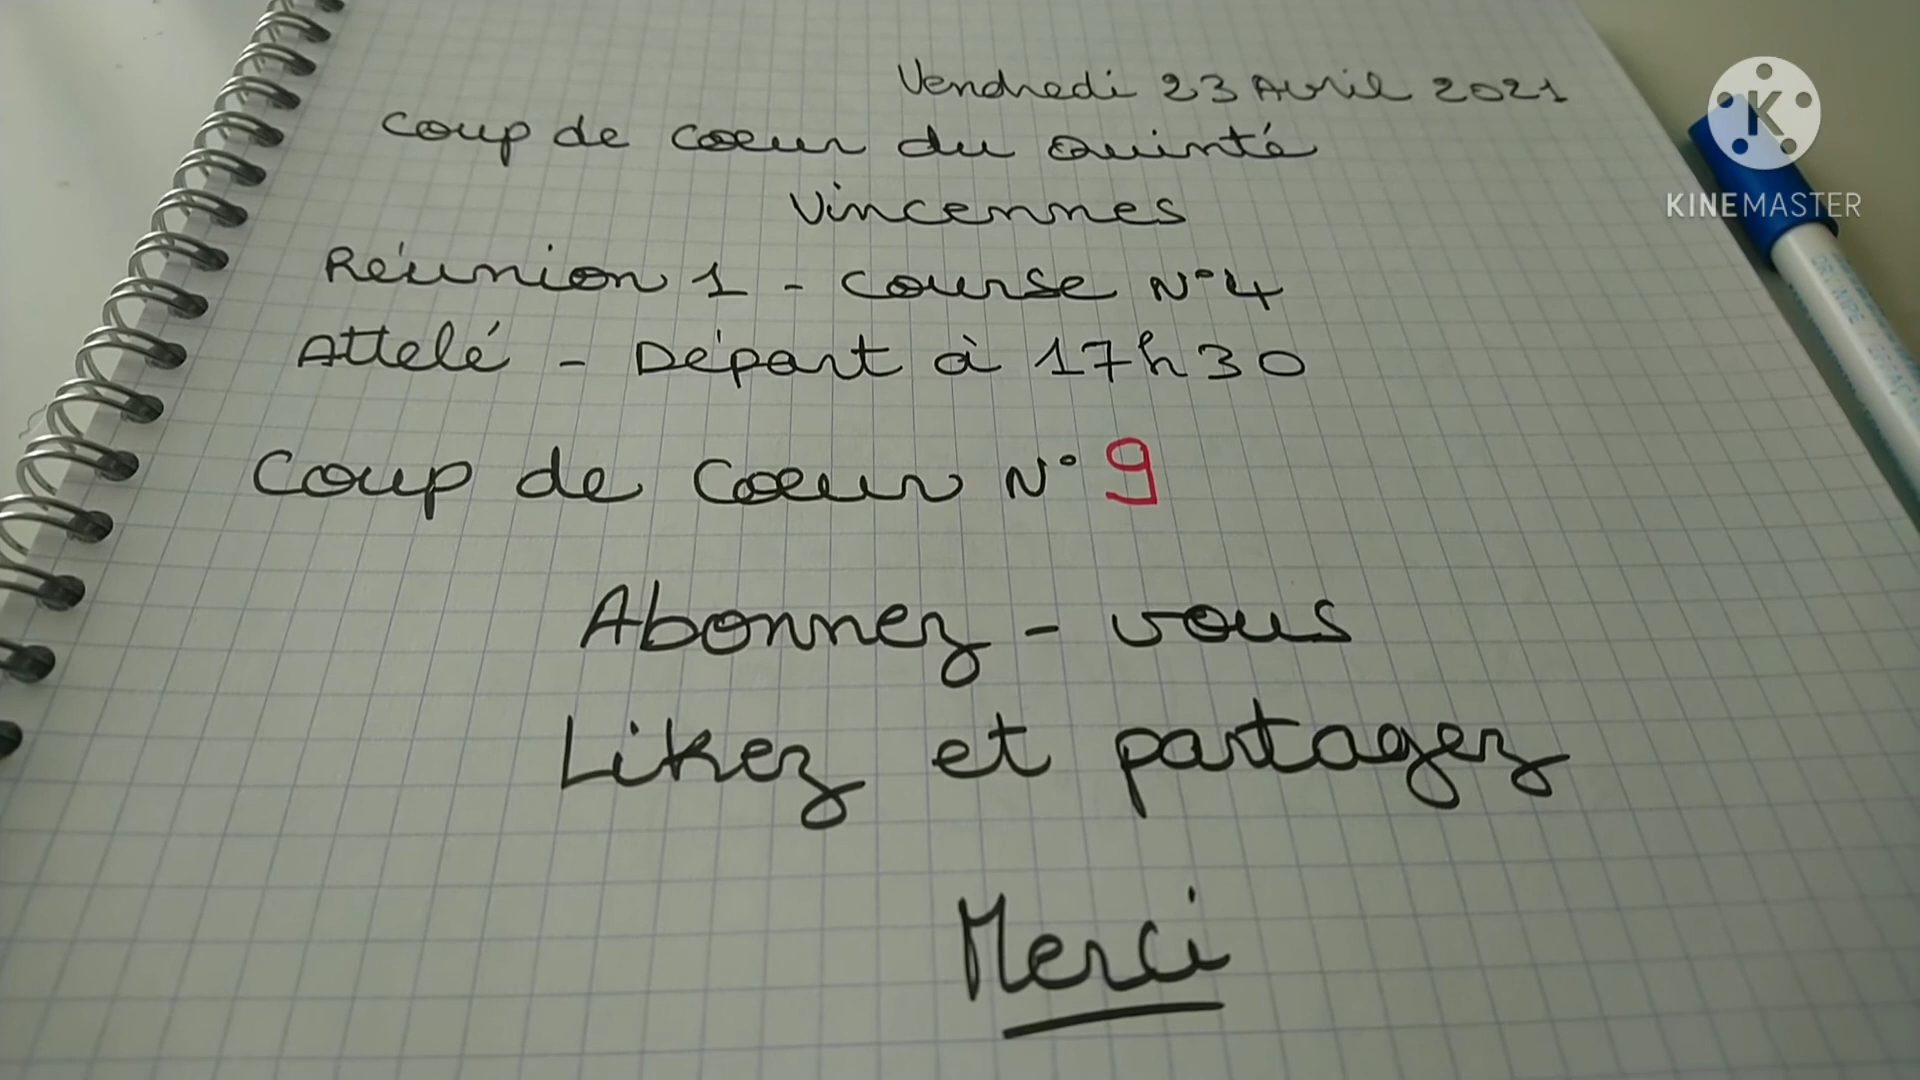 Vendredi 23 Avril 2021
Coup de coeur du Quinté
Vincennes
Réunion 1 - Course N°4
Attelé - Départ à 17h30
Coup de Coeur N° 9
Abonnez - vous
Likez et partagez
Merci
K
KINEMASTER